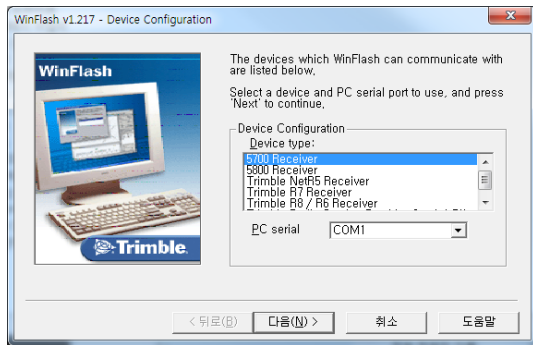 WinFlash v1.217 - Device Configuration
WinFlash
Trimble
The devices which WinFlash can communicate with
are listed below,
Select a device and PC serial port to use, and press
'Next' to continue,
Device Configuration
Device type:
5700 Receiver
5800 Receiver
Trimble NetR5 Receiver
Trimble R7 Receiver
Trimble R8 / R6 Receiver
PC serial
COM1
< 뒤로(B)
다음(N) >
취소
도움말